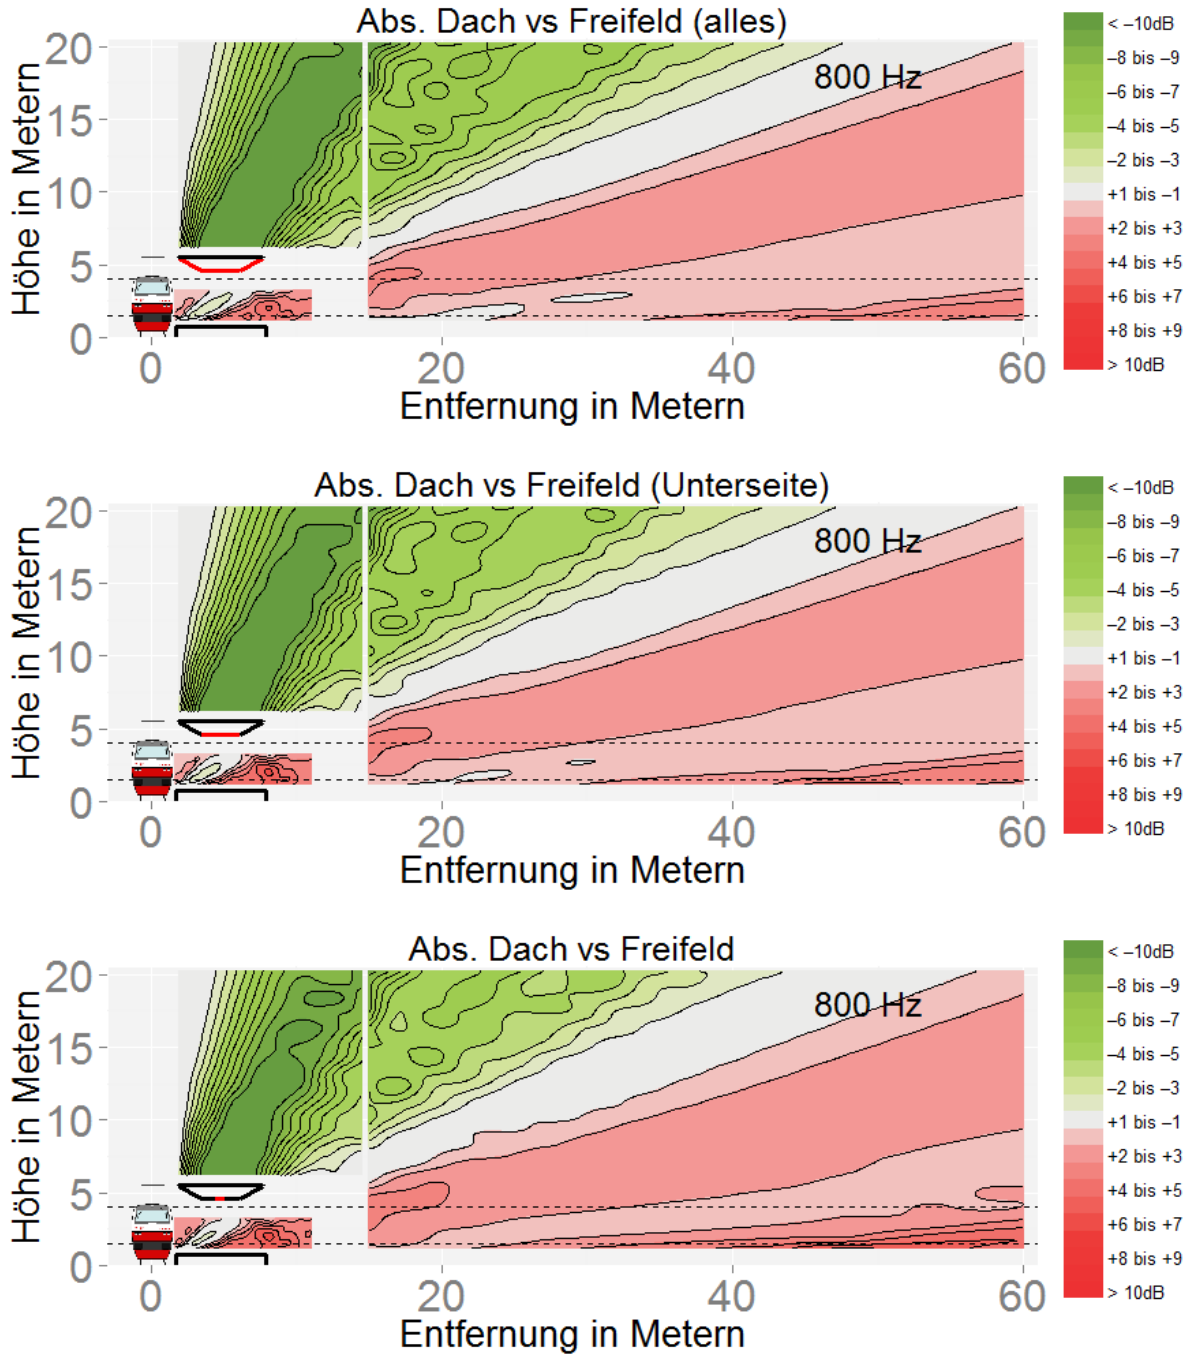 Abs. Dach vs Freifeld (alles)
Höhe in Metern
20
15
10
5
0
800 Hz
0
20
40
60
Entfernung in Metern
< –10dB
–8 bis –9
–6 bis –7
–4 bis –5
–2 bis –3
+1 bis –1
+2 bis +3
+4 bis +5
+6 bis +7
+8 bis +9
> 10dB
Abs. Dach vs Freifeld (Unterseite)
Höhe in Metern
20
15
10
5
0
800 Hz
0
20
40
60
Entfernung in Metern
< –10dB
–8 bis –9
–6 bis –7
–4 bis –5
–2 bis –3
+1 bis –1
+2 bis +3
+4 bis +5
+6 bis +7
+8 bis +9
> 10dB
Abs. Dach vs Freifeld
Höhe in Metern
20
15
10
5
0
800 Hz
0
20
40
60
Entfernung in Metern
< –10dB
–8 bis –9
–6 bis –7
–4 bis –5
–2 bis –3
+1 bis –1
+2 bis +3
+4 bis +5
+6 bis +7
+8 bis +9
> 10dB